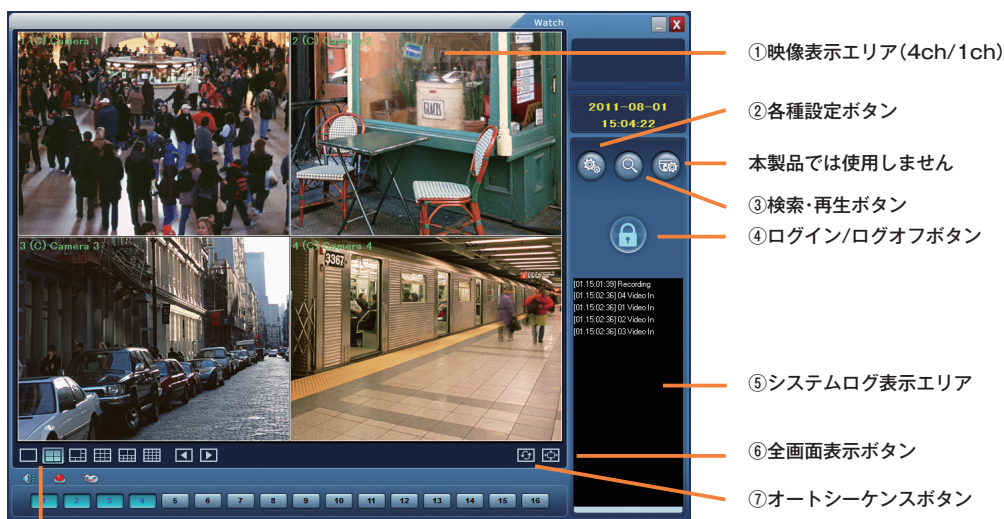 Watch
1 (C) Camera 1
2 (C) Camera 2
GLACES
2011-08-01
15:04:22
3 (C) Camera 3
4 (C) Camera 4
3367
[01.15:01:39] Recording
[01.15:02:36] 04 Video In
[01.15:02:36] 01 Video In
[01.15:02:36] 02 Video In
[01.15:02:36] 03 Video In
1 2 3 4 5 6 7 8 9 10 11 12 13 14 15 16
①映像表示エリア(4ch/1ch)
②各種設定ボタン
本製品では使用しません
③検索・再生ボタン
④ログイン/ログオフボタン
⑤システムログ表示エリア
⑥全画面表示ボタン
⑦オートシーケンスボタン